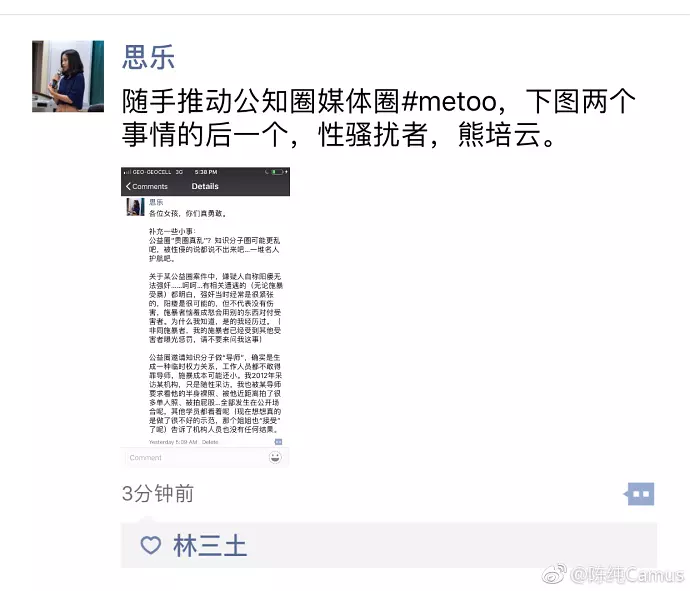 思乐
随手推动公知圈媒体圈#metoo，下图两个
事情的后一个，性骚扰者，熊培云。
GEO-GEOCELL 3G 5:38 PM
Comments Details
思乐
各位女孩，你们真勇敢。
补充一些小事：
公益圈“贵圈真乱”？知识分子圈可能更乱
吧，被性侵的说都说不出来吧...一堆名人
护航吧。
关于某公益圈案件中，嫌疑人自称阳痿无
法强奸......呵呵...有相关遭遇的（无论施暴
受暴）都明白，强奸当时经常是很紧张
的，阳痿是很可能的，但不代表没有伤
害，施暴者恼羞成怒会用别的东西对付受
害者。为什么我知道，是的我经历过。（
非同施暴者，我的施暴者已经受到其他受
害者曝光惩罚，请不要来问我这事）
公益圈邀请知识分子做“导师”，确实是生
成一种临时权力关系，工作人员都不敢得
罪导师，施暴成本可能还小。我2012年采
访某机构，只是随性采访。我也被某导师
要求看他的半身裸照、被他近距离拍了很
多单人照、被拍屁股...全部发生在公开场
合呢。其他学员都看着呢（现在想想真的
是做了很不好的示范，那个姐姐也“接受”
了呢）告诉了机构人员也没有任何结果。
Yesterday 5:09 AM · Delete
Comment
3分钟前
林三土
@陈纯Camus